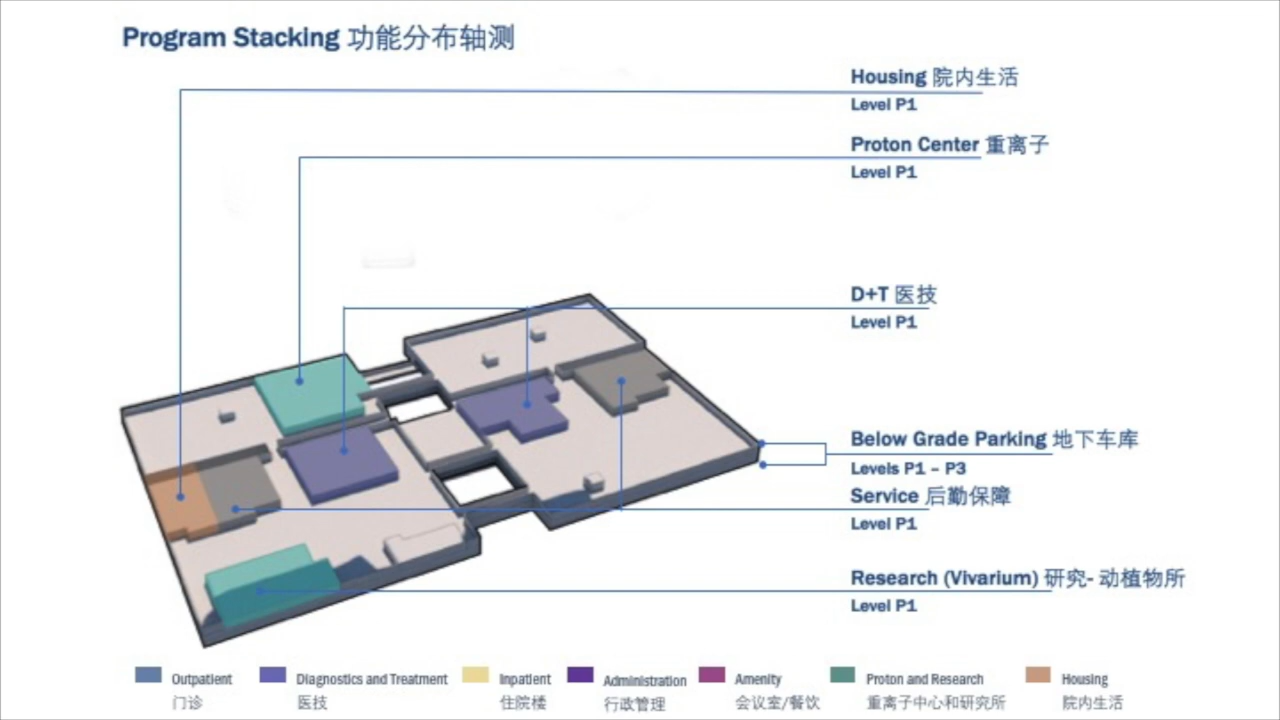 Program Stacking 功能分布轴测
Housing 院内生活
Level P1
Proton Center 重离子
Level P1
D+T 医技
Level P1
Below Grade Parking 地下车库
Levels P1 – P3
Service 后勤保障
Level P1
Research (Vivarium) 研究- 动植物所
Level P1
Outpatient
门诊
Diagnostics and Treatment
医技
Inpatient
住院楼
Administration
行政管理
Amenity
会议室/餐饮
Proton and Research
重离子中心和研究所
Housing
院内生活